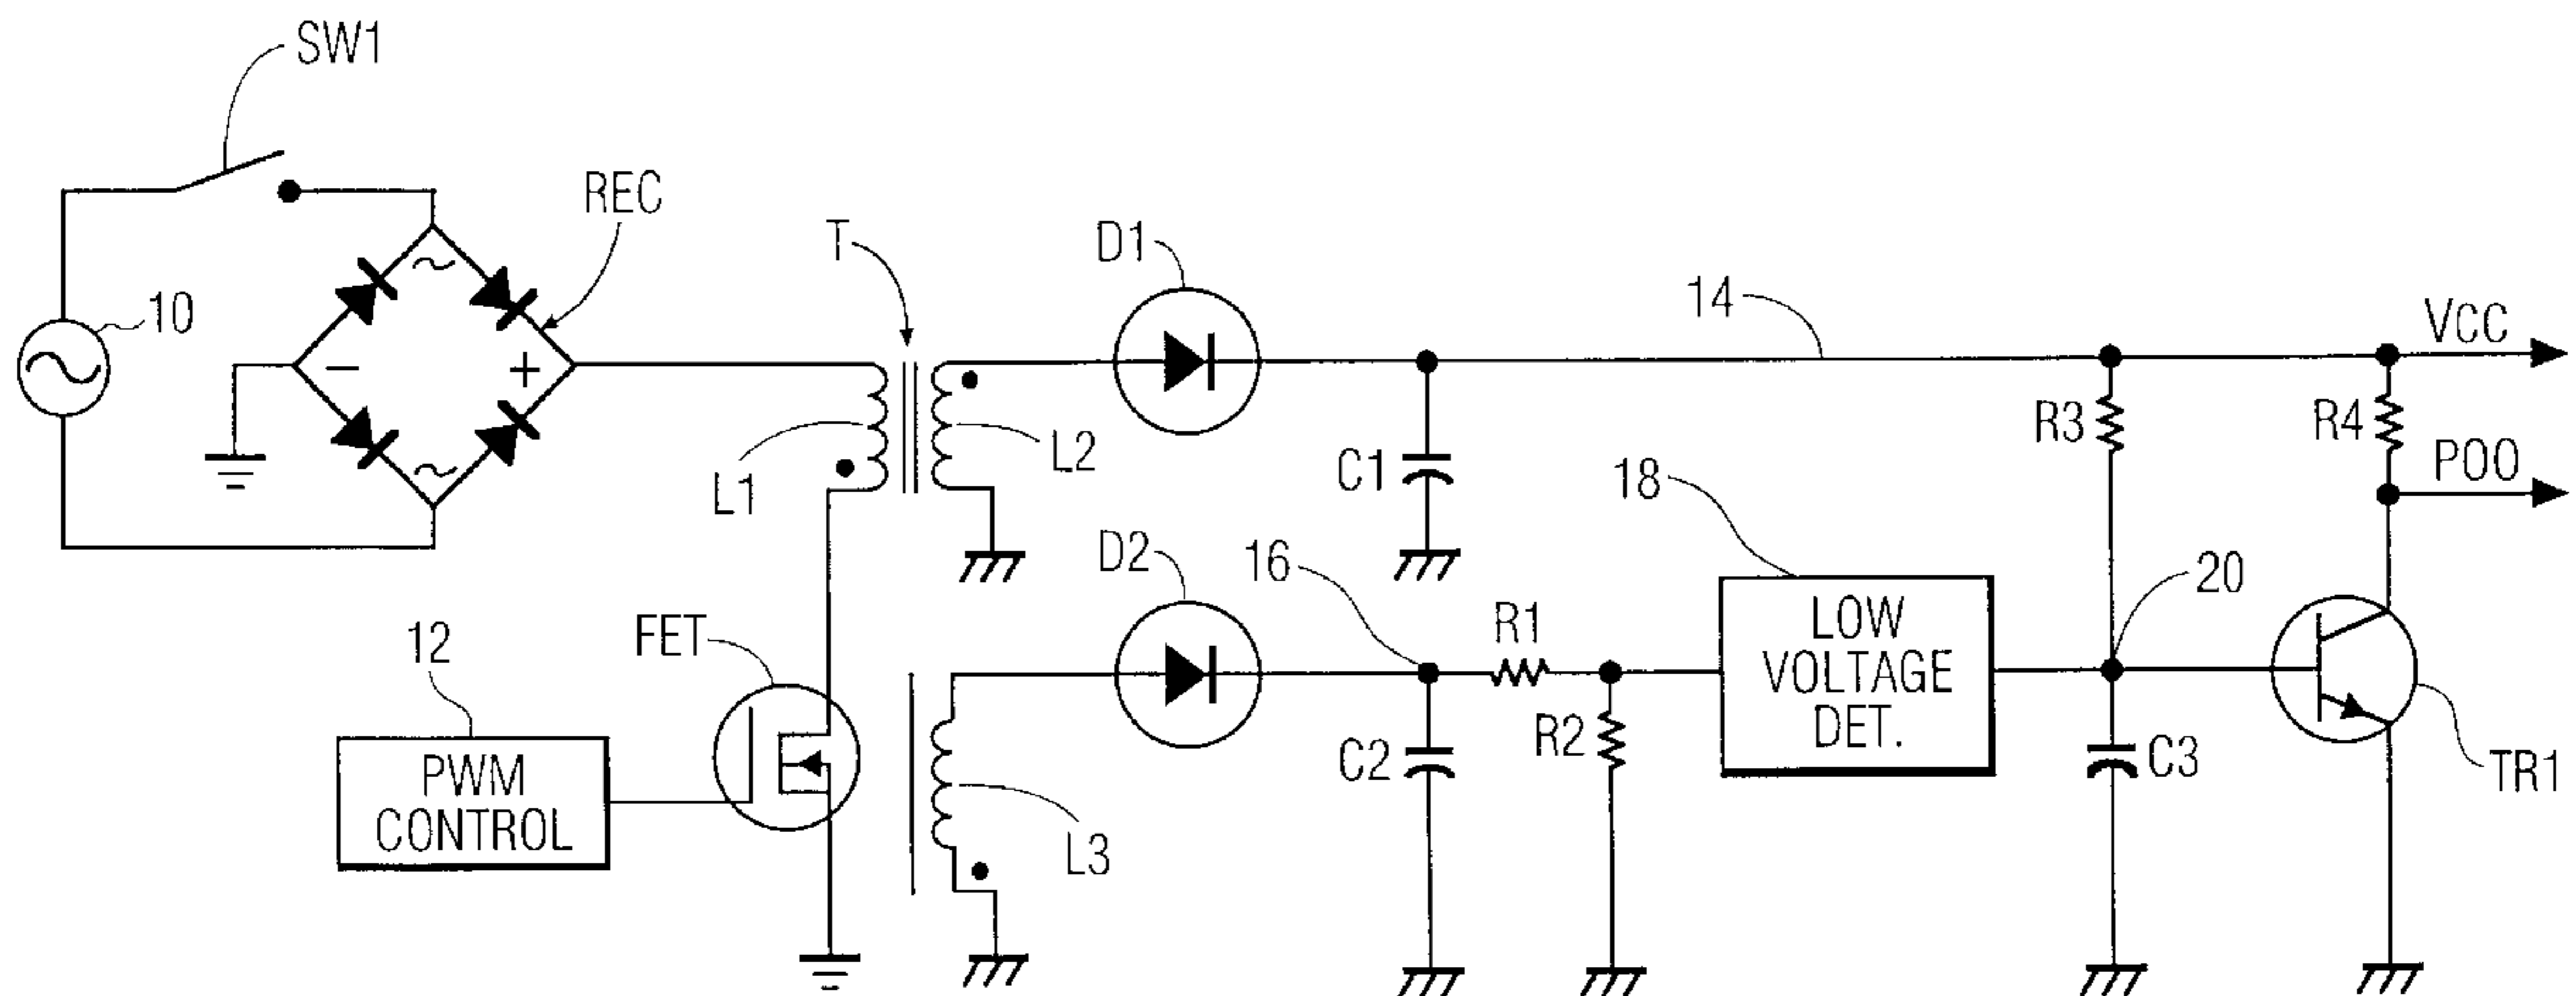 SW1
REC
10
~
−
+
~
T
D1
14
VCC
L1
L2
C1
R3
R4
POO
18
12
FET
D2
16
R1
R2
20
LOW
VOLTAGE
DET.
PWM
CONTROL
L3
C2
C3
TR1